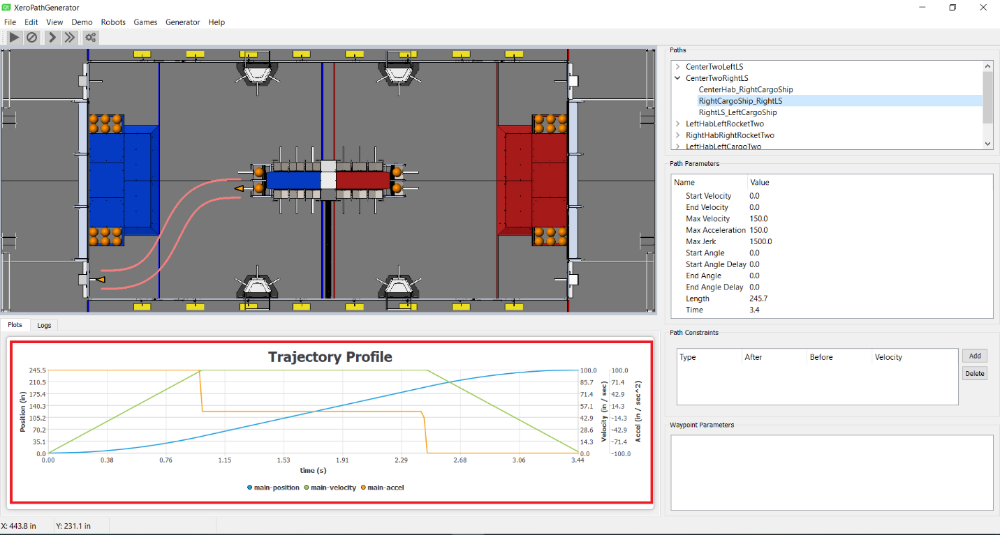 XeroPathGenerator
File Edit View Demo Robots Games Generator Help
Paths
CenterTwoLeftLS
CenterTwoRightLS
CenterHab_RightCargoShip
RightCargoShip_RightLS
RightLS_LeftCargoShip
LeftHabLeftRocketTwo
RightHabRightRocketTwo
LeftHabLeftCargoTwo
Path Parameters
Name Value
Start Velocity 0.0
End Velocity 0.0
Max Velocity 150.0
Max Acceleration 150.0
Max Jerk 1500.0
Start Angle 0.0
Start Angle Delay 0.0
End Angle 0.0
End Angle Delay 0.0
Length 245.7
Time 3.4
Plots Logs
Trajectory Profile
245.5 100.0 100.0
210.5 85.7 71.4
175.4 71.4 42.9
140.3 57.1 14.3
105.2 42.9 -14.3
70.2 28.6 -42.9
35.1 14.3 -71.4
0.0 0.0 -100.0
Position (in)
Velocity (in / sec)
Accel (in / sec^2)
0.00 0.38 0.76 1.15 1.53 1.91 2.29 2.68 3.06 3.44
time (s)
main-position main-velocity main-accel
Path Constraints
Type After Before Velocity
Add
Delete
Waypoint Parameters
X: 443.8 in Y: 231.1 in